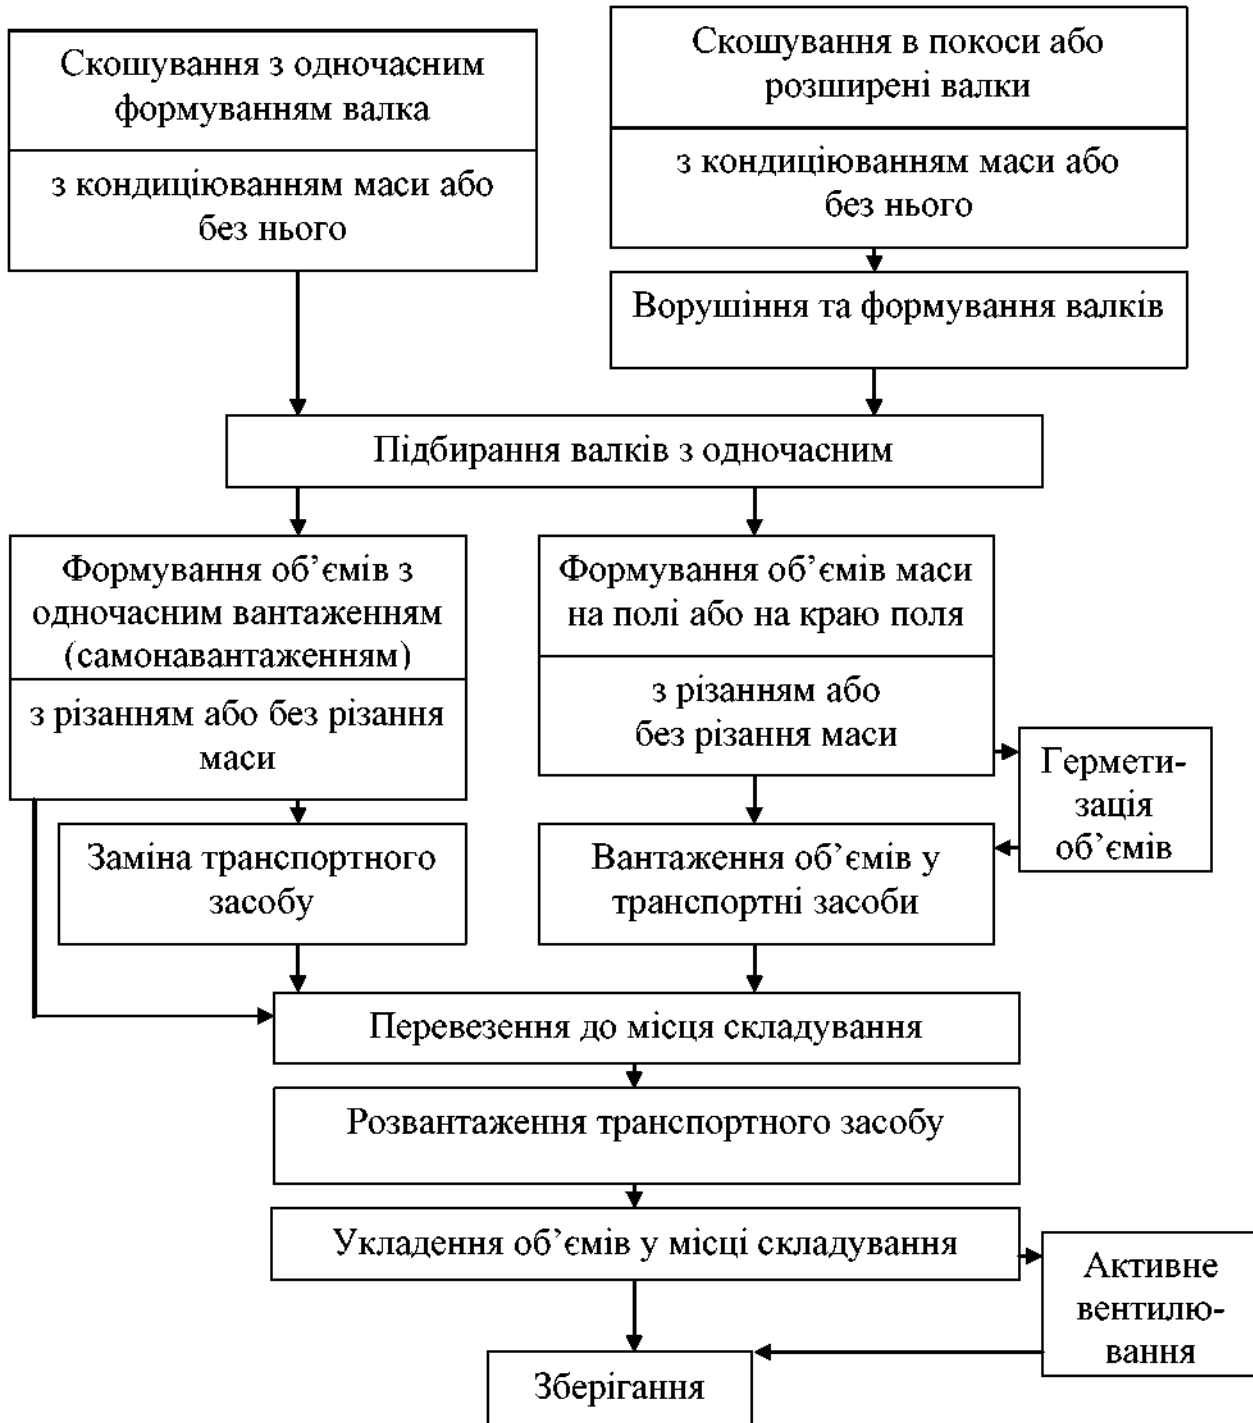 Скошування з одночасним
формуванням валка
з кондиціюванням маси або
без нього
Скошування в покоси або
розширені валки
з кондиціюванням маси або
без нього
Ворушіння та формування валків
Підбирання валків з одночасним
Формування об’ємів з
одночасним вантаженням
(самонавантаженням)
з різанням або без різання
маси
Формування об’ємів маси
на полі або на краю поля
з різанням або
без різання маси
Гермети-
зація
об’ємів
Заміна транспортного
засобу
Вантаження об’ємів у
транспортні засоби
Перевезення до місця складування
Розвантаження транспортного засобу
Укладення об’ємів у місці складування
Активне
вентилю-
вання
Зберігання